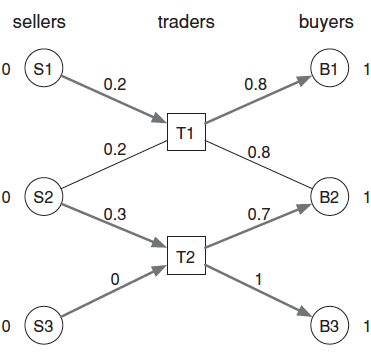 sellers traders buyers
0 S1 B1 1
0.2 0.8
T1
0.2 0.8
0 S2 B2 1
0.3 0.7
T2
0 1
0 S3 B3 1